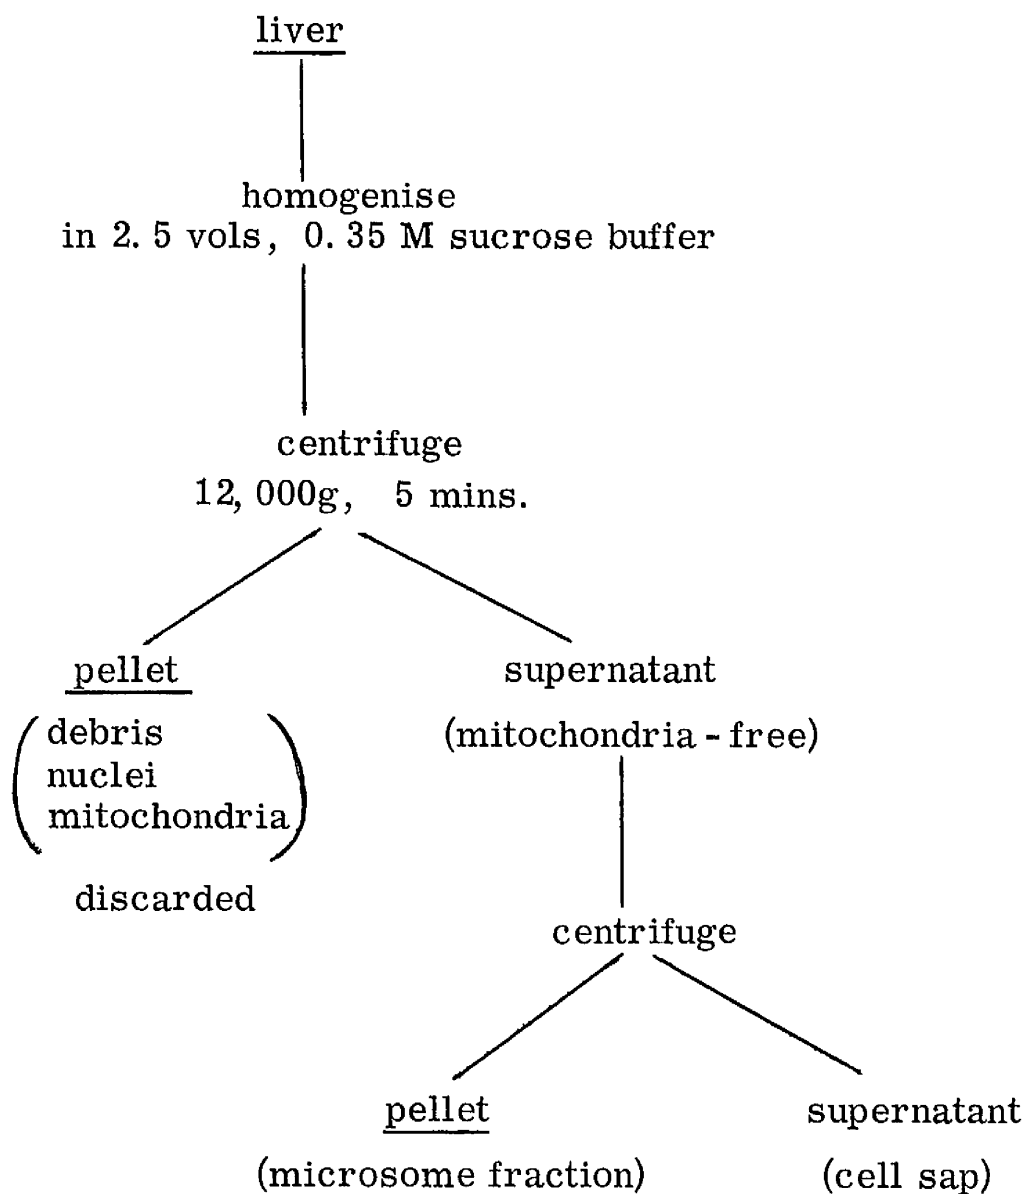 liver
homogenise
in 2. 5 vols, 0. 35 M sucrose buffer
centrifuge
12, 000g, 5 mins.
pellet
(debris
nuclei
mitochondria)
discarded
supernatant
(mitochondria - free)
centrifuge
pellet
(microsome fraction)
supernatant
(cell sap)